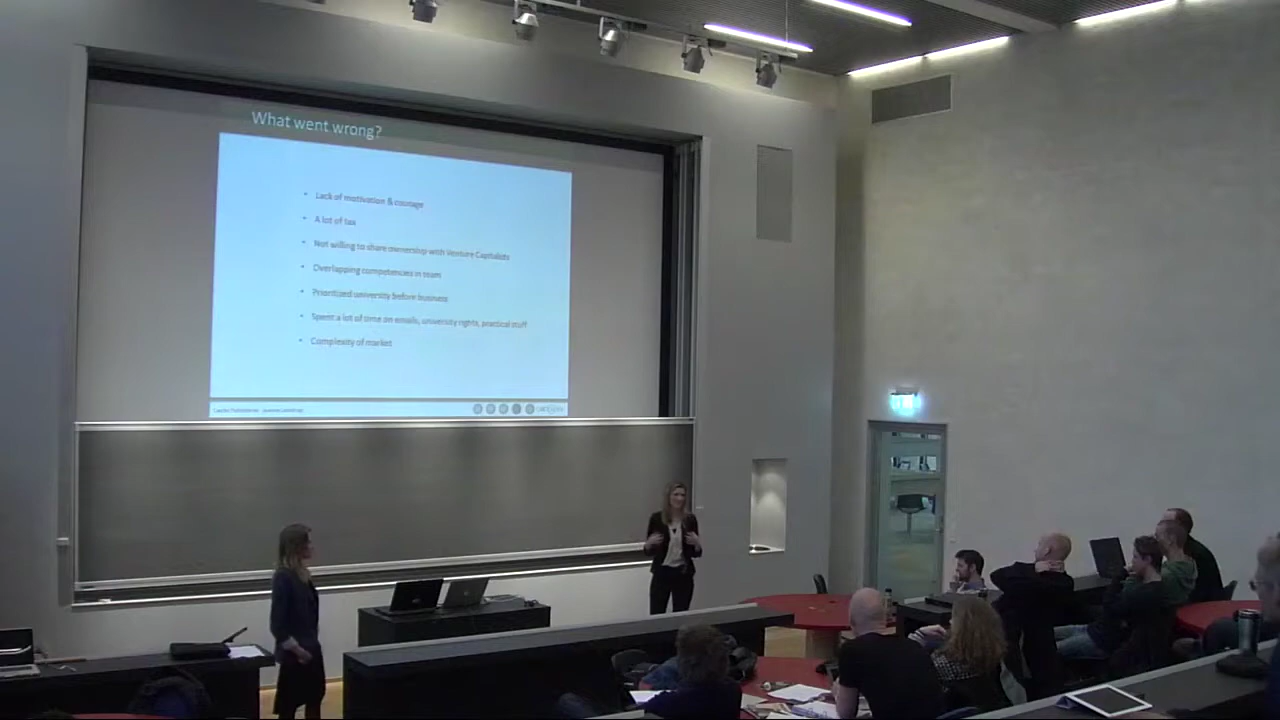 What went wrong?
• Lack of motivation & courage
• A lot of tax
• Not willing to share ownership with Venture Capitalists
• Overlapping competencies in team
• Prioritized university before business
• Spent a lot of time on emails, university rights, practical stuff
• Complexity of market